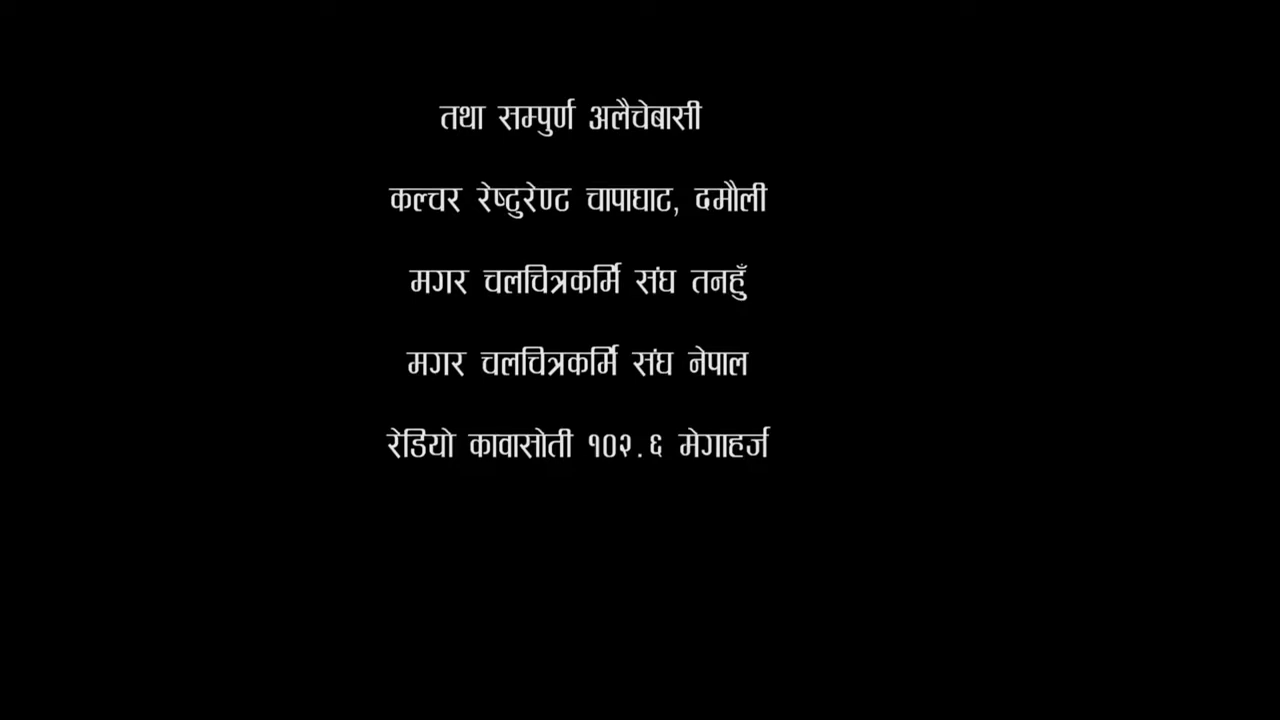 तथा सम्पुर्ण अलैचेबासी
कल्चर रेष्टुरेण्ट चापाघाट, दमौली
मगर चलचित्रकर्मि संघ तनहुँ
मगर चलचित्रकर्मि संघ नेपाल
रेडियो कावासोती १०२.६ मेगाहर्ज